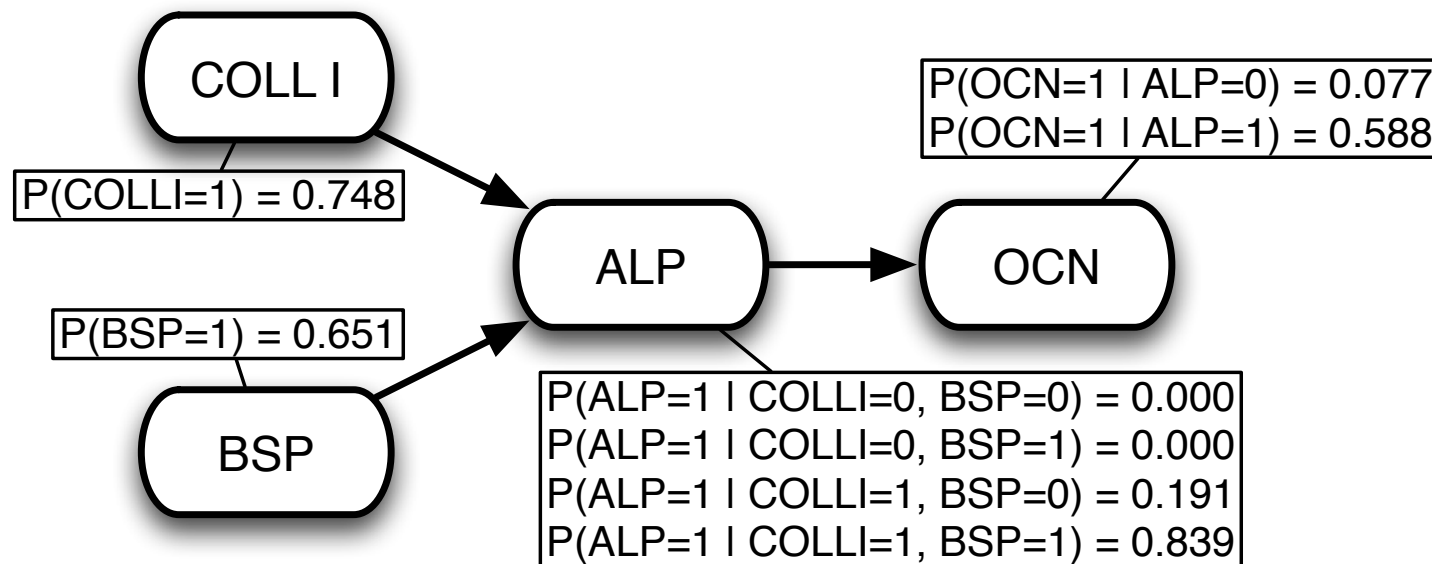 COLL I
P(COLLI=1) = 0.748
P(BSP=1) = 0.651
BSP
ALP
P(ALP=1 | COLLI=0, BSP=0) = 0.000
P(ALP=1 | COLLI=0, BSP=1) = 0.000
P(ALP=1 | COLLI=1, BSP=0) = 0.191
P(ALP=1 | COLLI=1, BSP=1) = 0.839
P(OCN=1 | ALP=0) = 0.077
P(OCN=1 | ALP=1) = 0.588
OCN